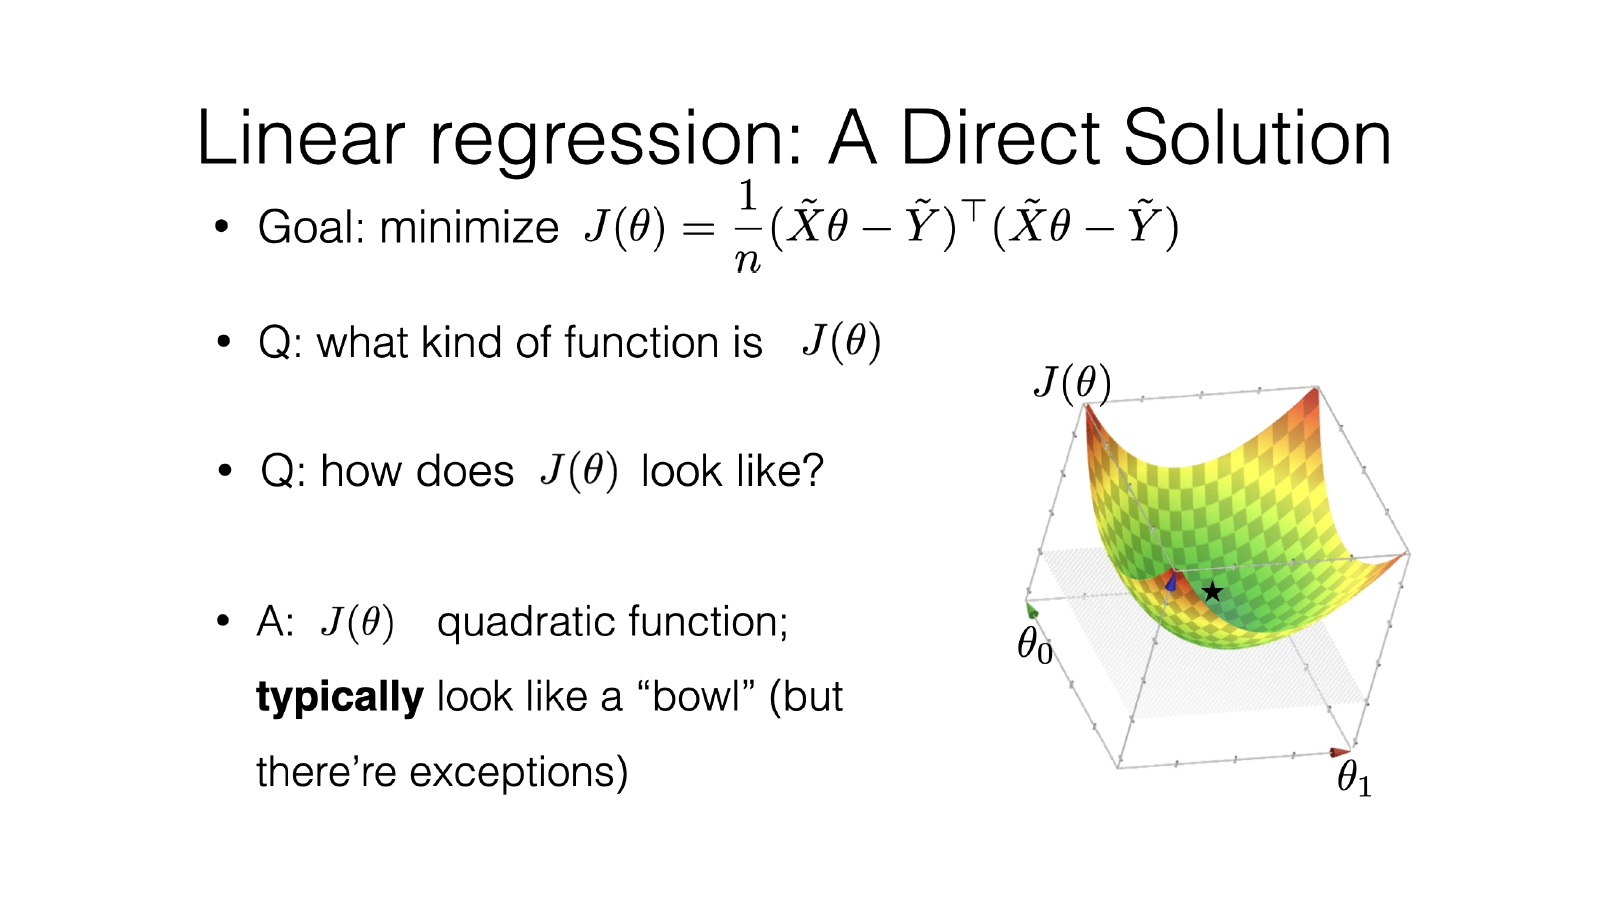 Linear regression: A Direct Solution
• Goal: minimize J(θ) = 1/n (X̃θ − Ỹ)⊤(X̃θ − Ỹ)
• Q: what kind of function is J(θ)
J(θ)
• Q: how does J(θ) look like?
• A: J(θ) quadratic function;
typically look like a “bowl” (but
there’re exceptions)
★
θ0
θ1